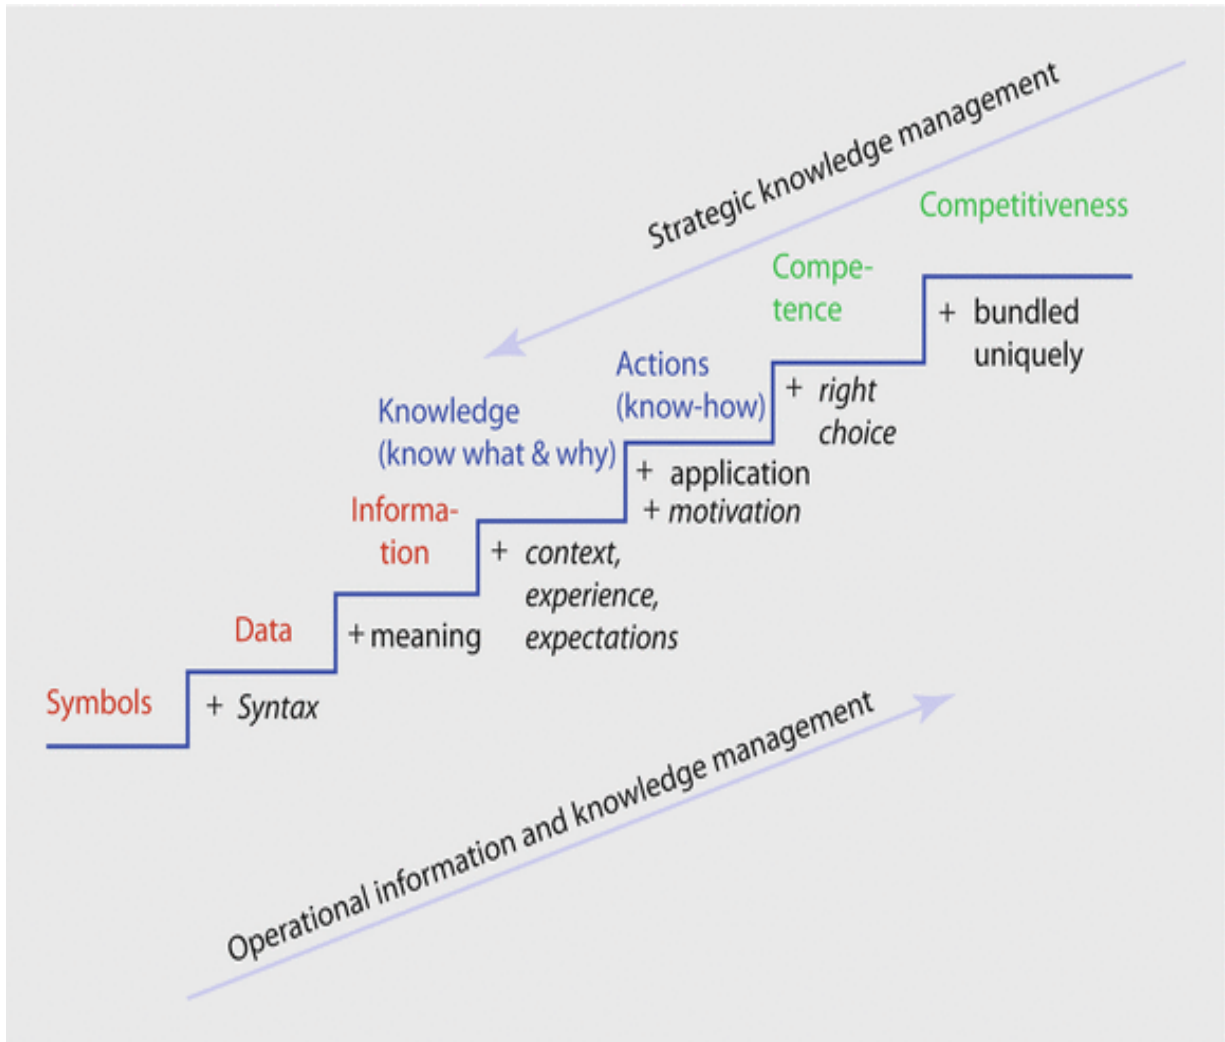 Strategic knowledge management
Competitiveness
Compe-
tence
+ bundled
uniquely
Actions
(know-how)
+ right
choice
Knowledge
(know what & why)
+ application
+ motivation
Informa-
tion
+ context,
experience,
expectations
Data
+ meaning
Symbols
+ Syntax
Operational information and knowledge management